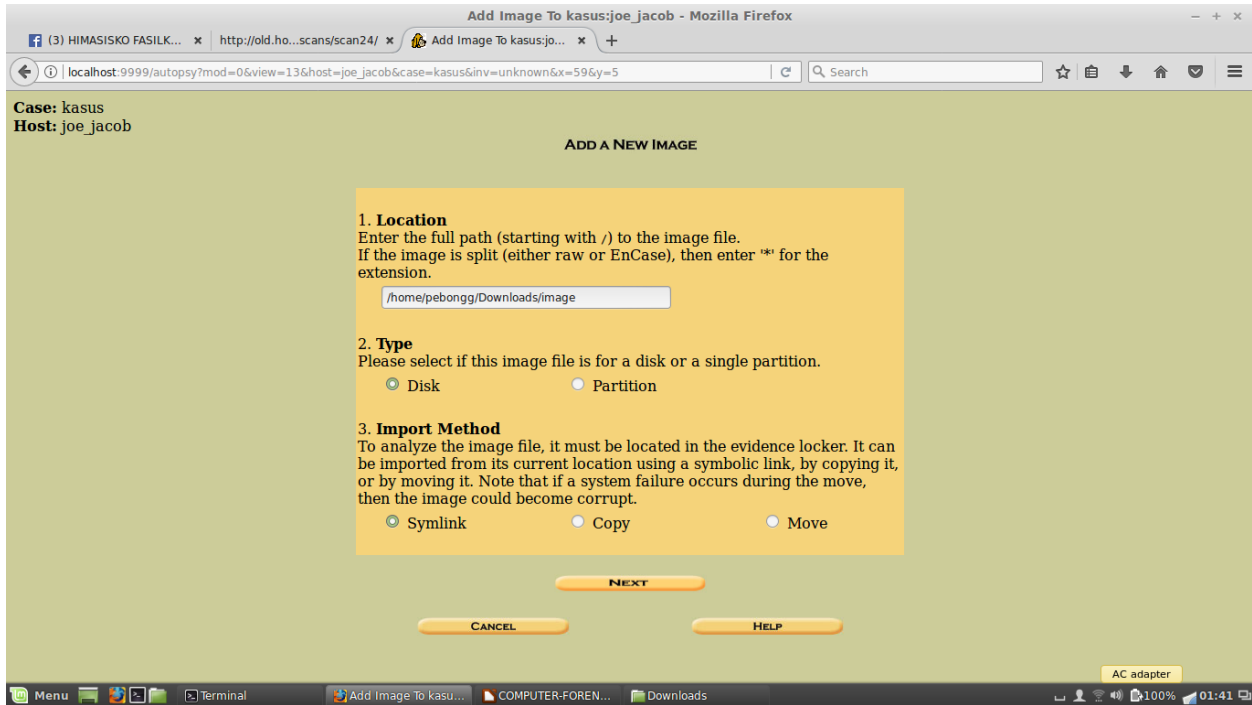 Add Image To kasus:joe_jacob - Mozilla Firefox
(3) HIMASISKO FASILK... × http://old.ho...scans/scan24/ × Add Image To kasus:jo... × +
localhost:9999/autopsy?mod=0&view=13&host=joe_jacob&case=kasus&inv=unknown&x=59&y=5 Search
Case: kasus
Host: joe_jacob
ADD A NEW IMAGE
1. Location
Enter the full path (starting with /) to the image file.
If the image is split (either raw or EnCase), then enter '*' for the
extension.
/home/pebongg/Downloads/image
2. Type
Please select if this image file is for a disk or a single partition.
Disk Partition
3. Import Method
To analyze the image file, it must be located in the evidence locker. It can
be imported from its current location using a symbolic link, by copying it,
or by moving it. Note that if a system failure occurs during the move,
then the image could become corrupt.
Symlink Copy Move
NEXT
CANCEL HELP
AC adapter
Menu Terminal Add Image To kasu... COMPUTER-FOREN... Downloads 100% 01:41